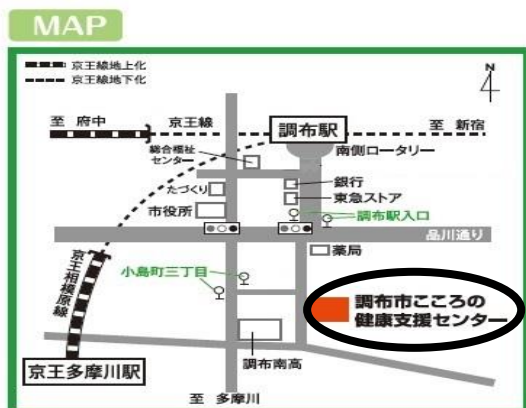 MAP
京王線地上化
京王線地下化
N
至 府中
京王線
調布駅
至 新宿
総合福祉
センター
南側ロータリー
たづくり
銀行
東急ストア
市役所
調布駅入口
品川通り
薬局
小島町三丁目
京王相模原線
調布市こころの
健康支援センター
調布南高
京王多摩川駅
至 多摩川